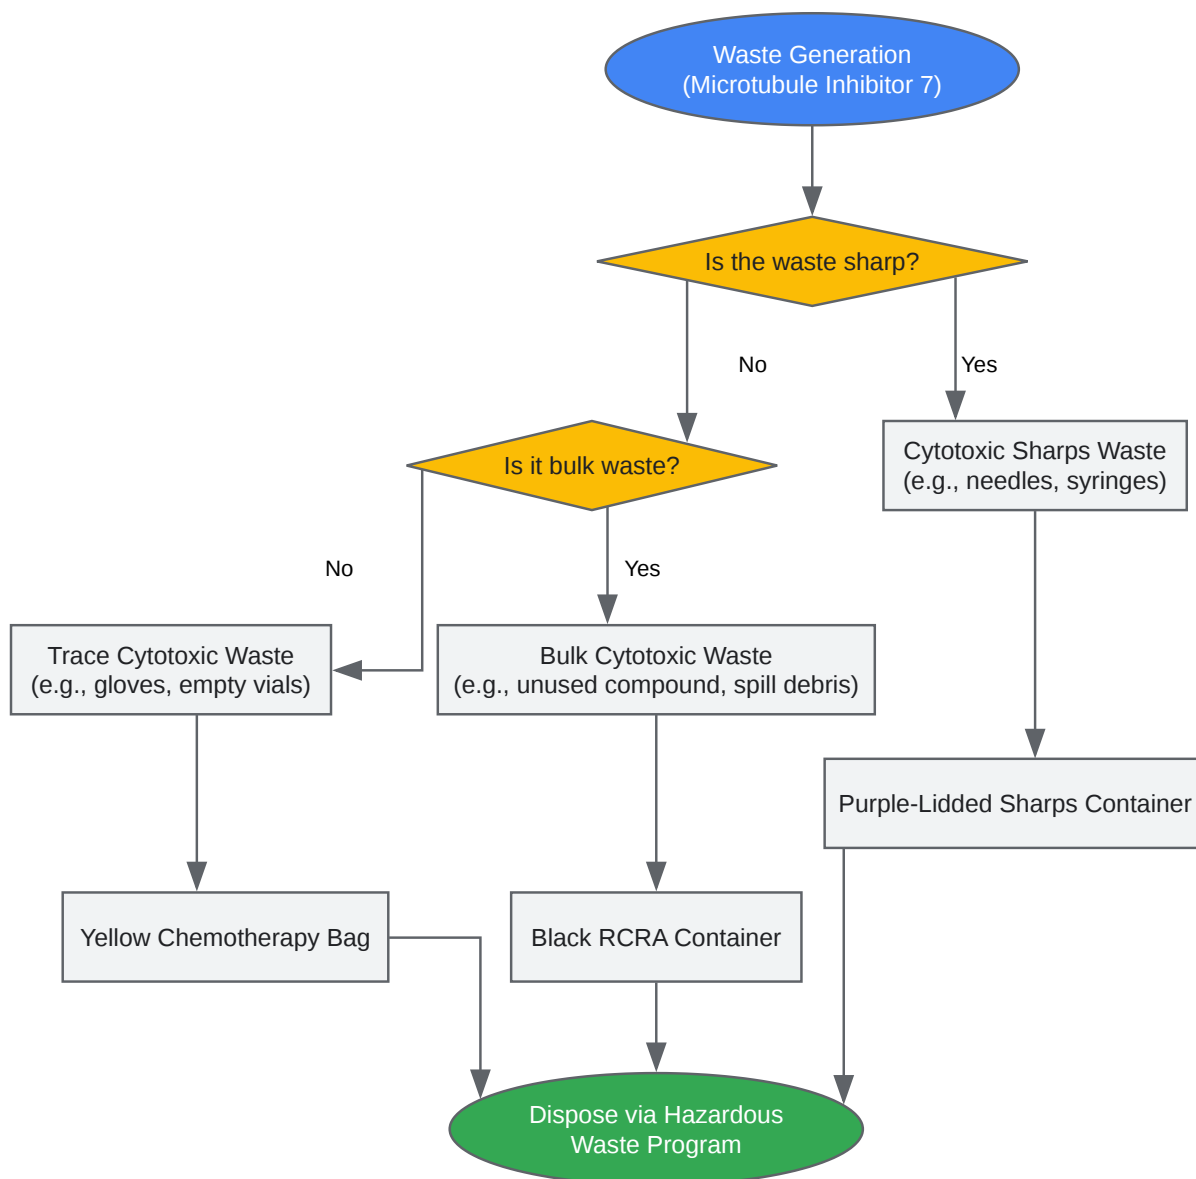 Waste Generation
(Microtubule Inhibitor 7)
Is the waste sharp?
No
Yes
Is it bulk waste?
Cytotoxic Sharps Waste
(e.g., needles, syringes)
No
Yes
Trace Cytotoxic Waste
(e.g., gloves, empty vials)
Bulk Cytotoxic Waste
(e.g., unused compound, spill debris)
Purple-Lidded Sharps Container
Yellow Chemotherapy Bag
Black RCRA Container
Dispose via Hazardous
Waste Program